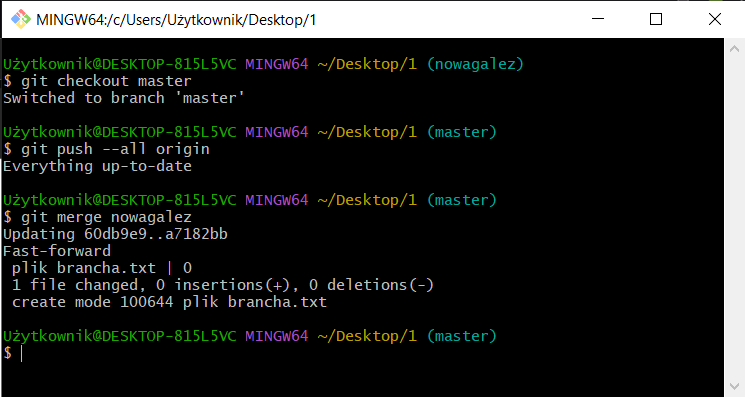 MINGW64:/c/Users/Użytkownik/Desktop/1
Użytkownik@DESKTOP-815L5VC MINGW64 ~/Desktop/1 (nowagalez)
$ git checkout master
Switched to branch 'master'
Użytkownik@DESKTOP-815L5VC MINGW64 ~/Desktop/1 (master)
$ git push --all origin
Everything up-to-date
Użytkownik@DESKTOP-815L5VC MINGW64 ~/Desktop/1 (master)
$ git merge nowagalez
Updating 60db9e9..a7182bb
Fast-forward
 plik brancha.txt | 0
 1 file changed, 0 insertions(+), 0 deletions(-)
 create mode 100644 plik brancha.txt
Użytkownik@DESKTOP-815L5VC MINGW64 ~/Desktop/1 (master)
$